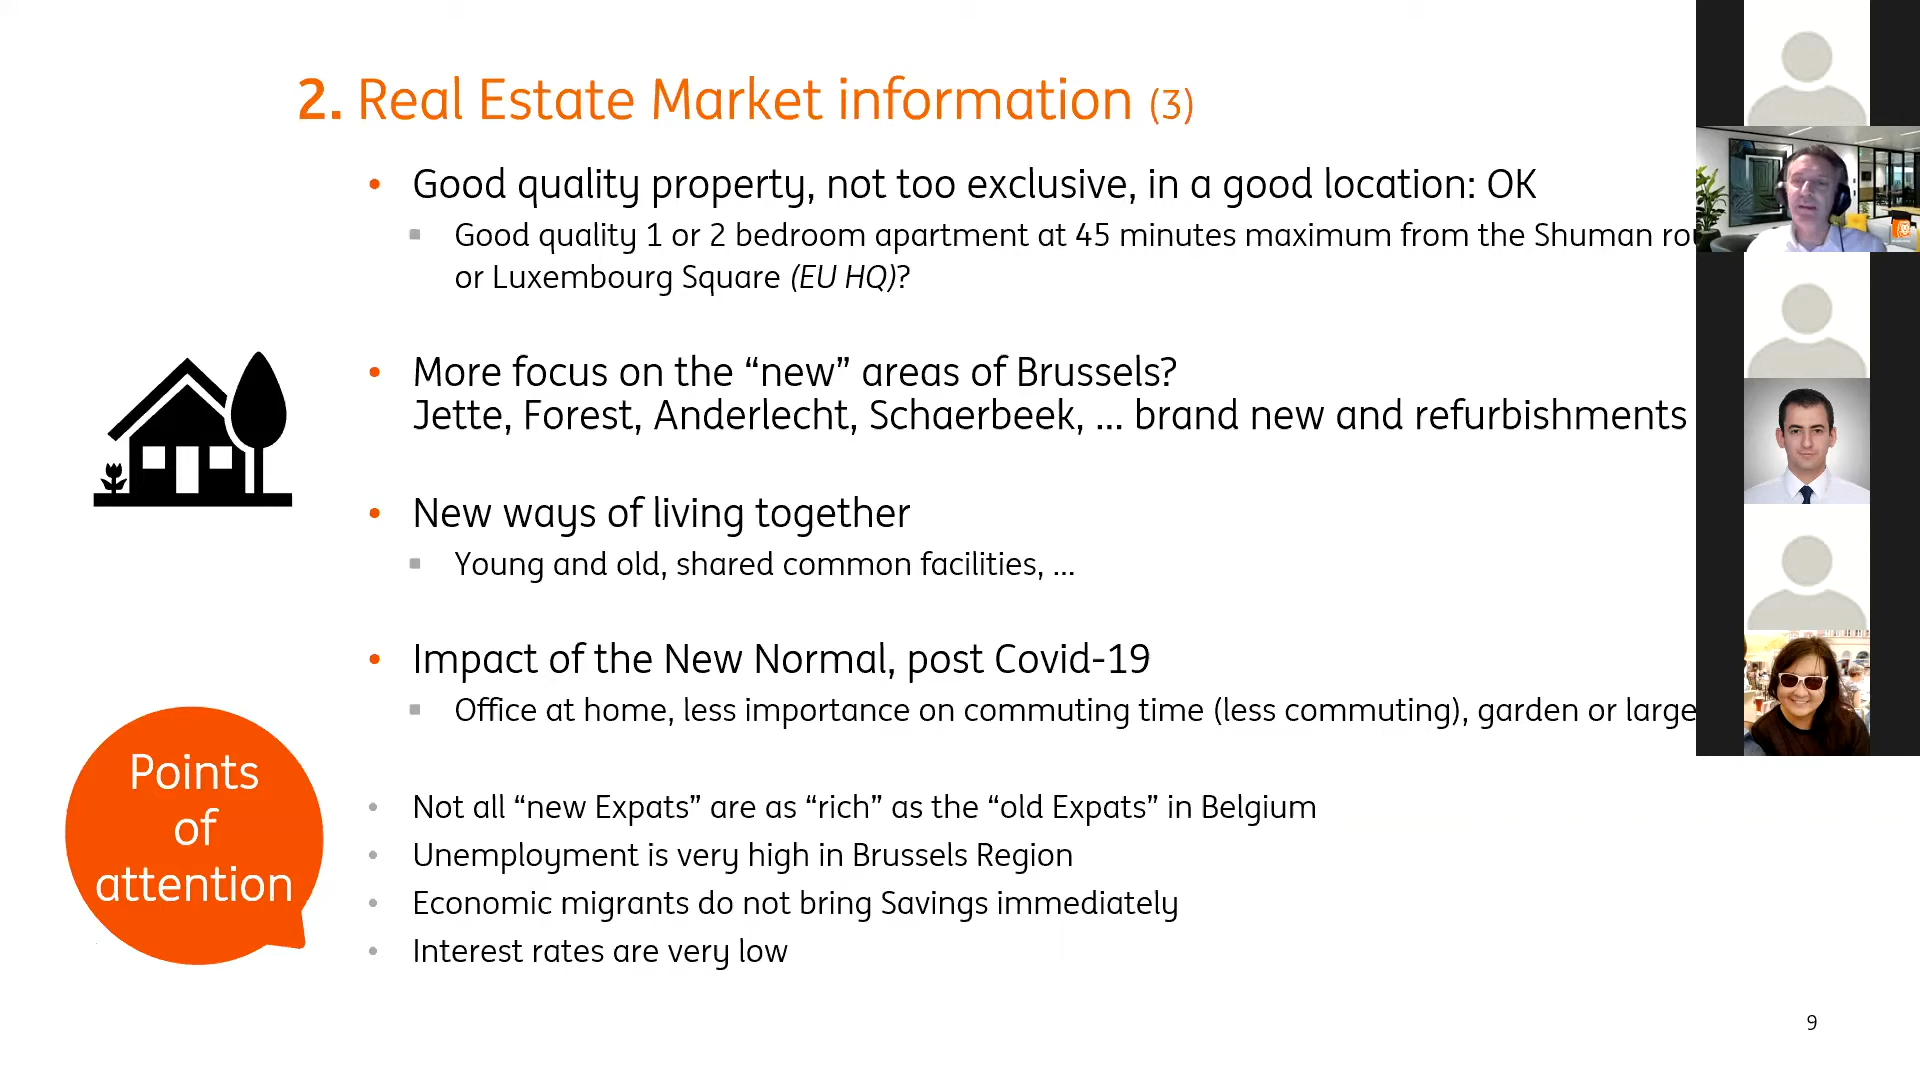 2. Real Estate Market information (3)
• Good quality property, not too exclusive, in a good location: OK
▪ Good quality 1 or 2 bedroom apartment at 45 minutes maximum from the Shuman
or Luxembourg Square (EU HQ)?
• More focus on the “new” areas of Brussels?
Jette, Forest, Anderlecht, Schaerbeek, ... brand new and refurbishments
• New ways of living together
▪ Young and old, shared common facilities, ...
• Impact of the New Normal, post Covid-19
▪ Office at home, less importance on commuting time (less commuting), garden or large
Points
of
attention
• Not all “new Expats” are as “rich” as the “old Expats” in Belgium
• Unemployment is very high in Brussels Region
• Economic migrants do not bring Savings immediately
• Interest rates are very low
9